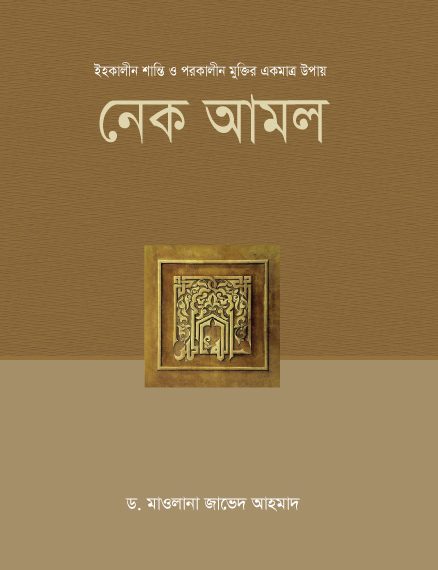 ইহকালীন শান্তি ও পরকালীন মুক্তির একমাত্র উপায়
নেক আমল
ড. মাওলানা জাভেদ আহমাদ